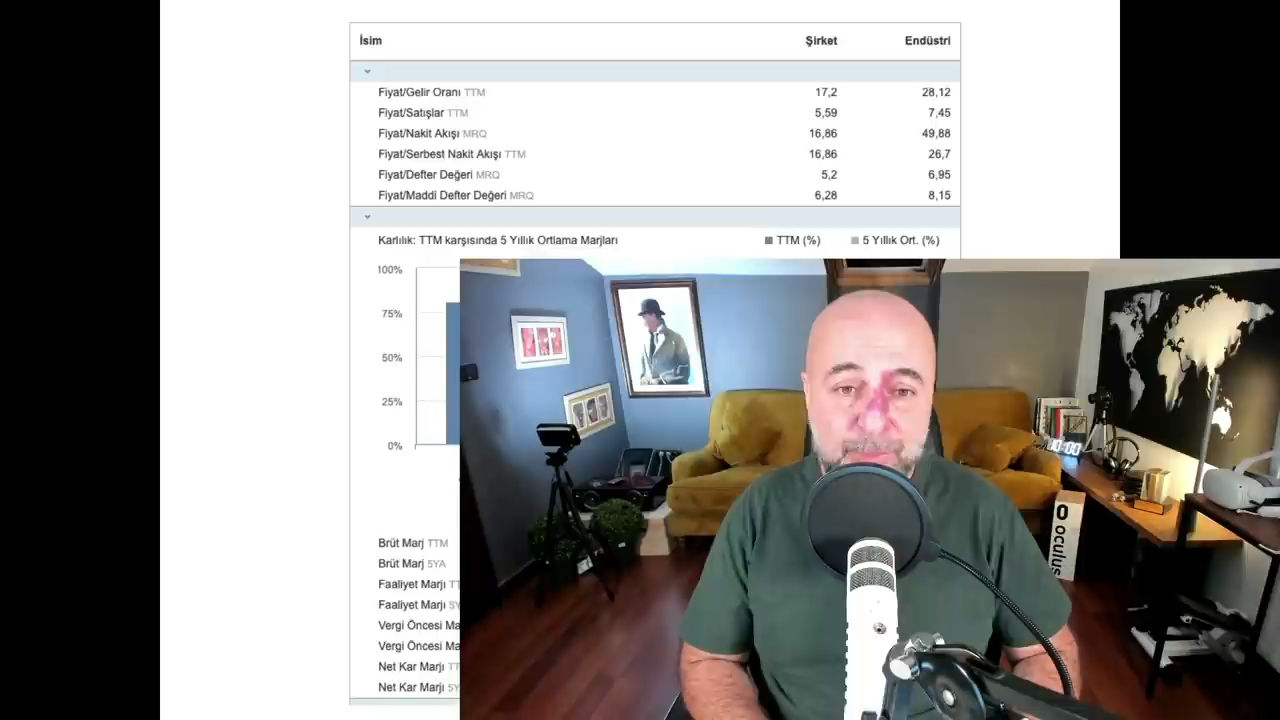 İsim Şirket Endüstri
Fiyat/Gelir Oranı TTM 17,2 28,12
Fiyat/Satışlar TTM 5,59 7,45
Fiyat/Nakit Akışı MRQ 16,86 49,88
Fiyat/Serbest Nakit Akışı TTM 16,86 26,7
Fiyat/Defter Değeri MRQ 5,2 6,95
Fiyat/Maddi Defter Değeri MRQ 6,28 8,15
Karlılık: TTM karşısında 5 Yıllık Ortlama Marjları TTM (%) 5 Yıllık Ort. (%)
100%
75%
50%
25%
0%
10:00
oculus
Brüt Marj TTM
Brüt Marj 5YA
Faaliyet Marjı
Faaliyet Marjı
Vergi Öncesi
Vergi Öncesi
Net Kar Marjı
Net Kar Marjı